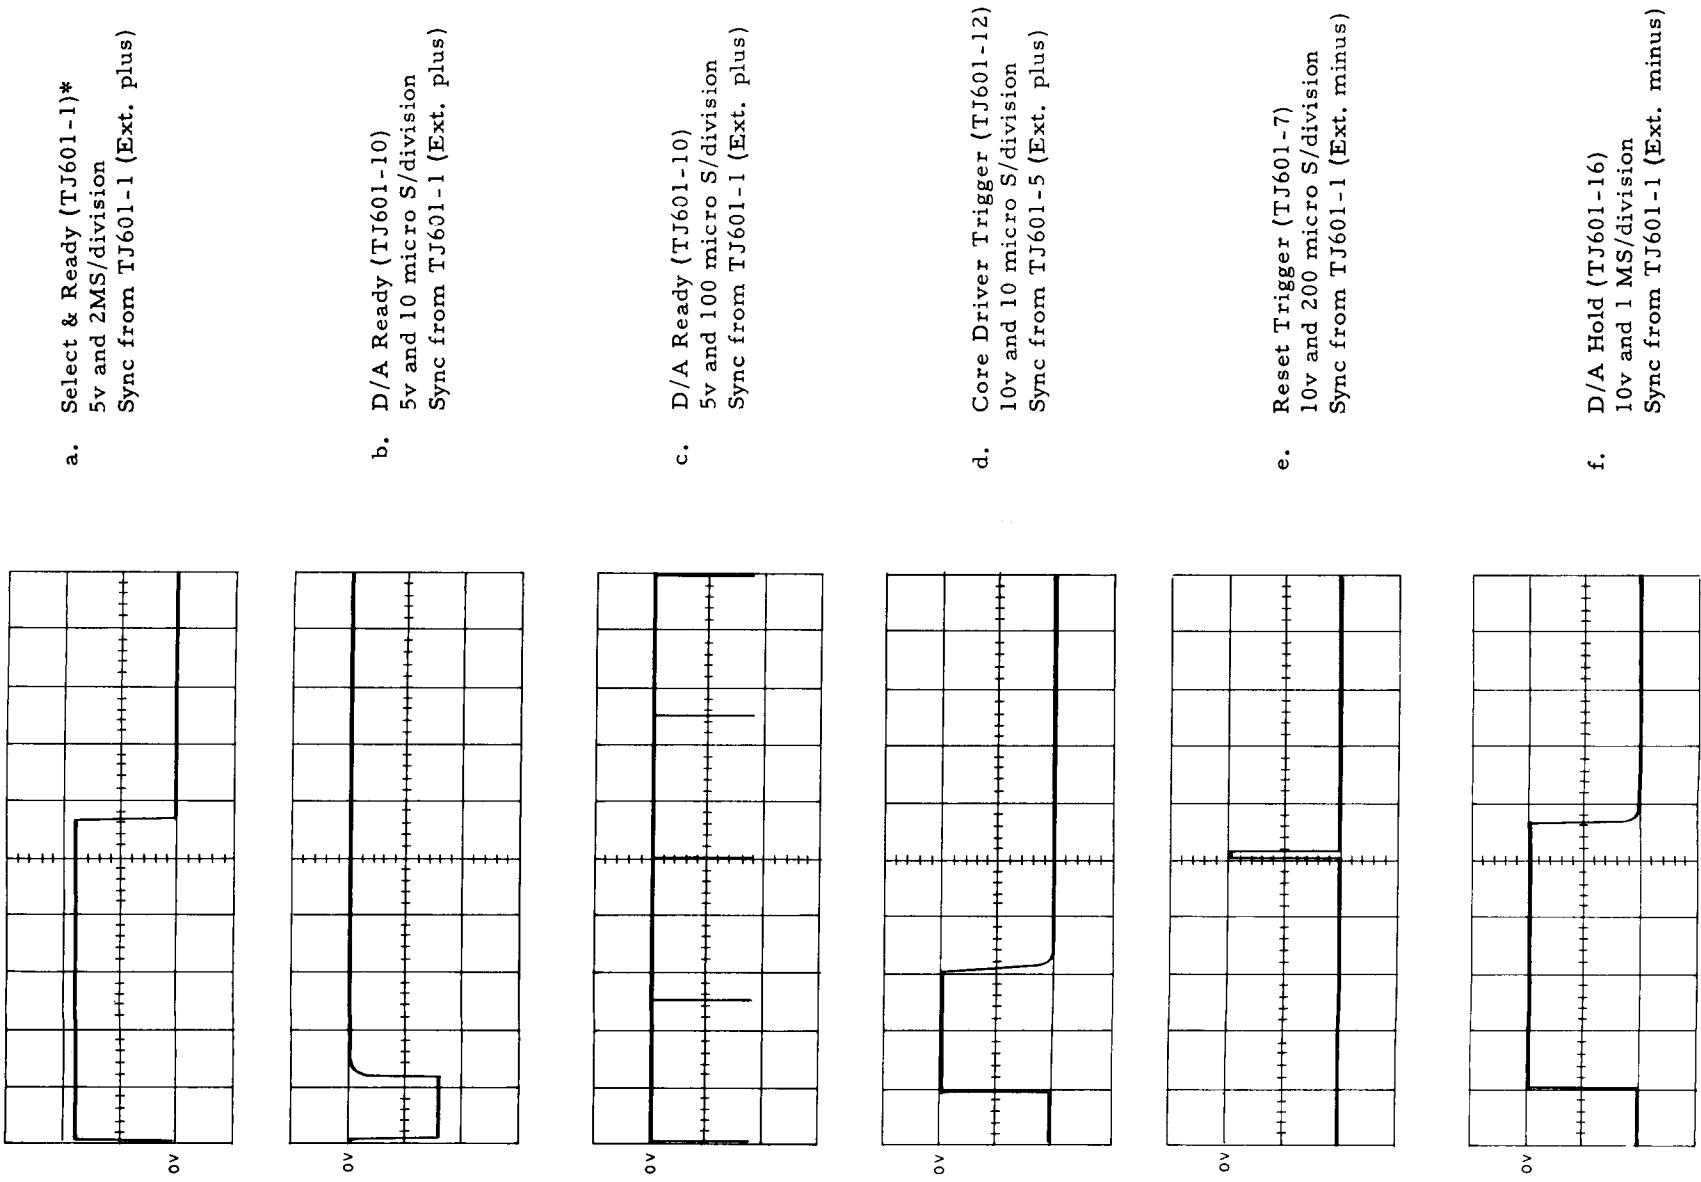 a. Select & Ready (TJ601-1)*
5v and 2MS/division
Sync from TJ601-1 (Ext. plus)
0v
b. D/A Ready (TJ601-10)
5v and 10 micro S/division
Sync from TJ601-1 (Ext. plus)
0v
c. D/A Ready (TJ601-10)
5v and 100 micro S/division
Sync from TJ601-1 (Ext. plus)
0v
d. Core Driver Trigger (TJ601-12)
10v and 10 micro S/division
Sync from TJ601-5 (Ext. plus)
0v
e. Reset Trigger (TJ601-7)
10v and 200 micro S/division
Sync from TJ601-1 (Ext. minus)
0v
f. D/A Hold (TJ601-16)
10v and 1 MS/division
Sync from TJ601-1 (Ext. minus)
0v